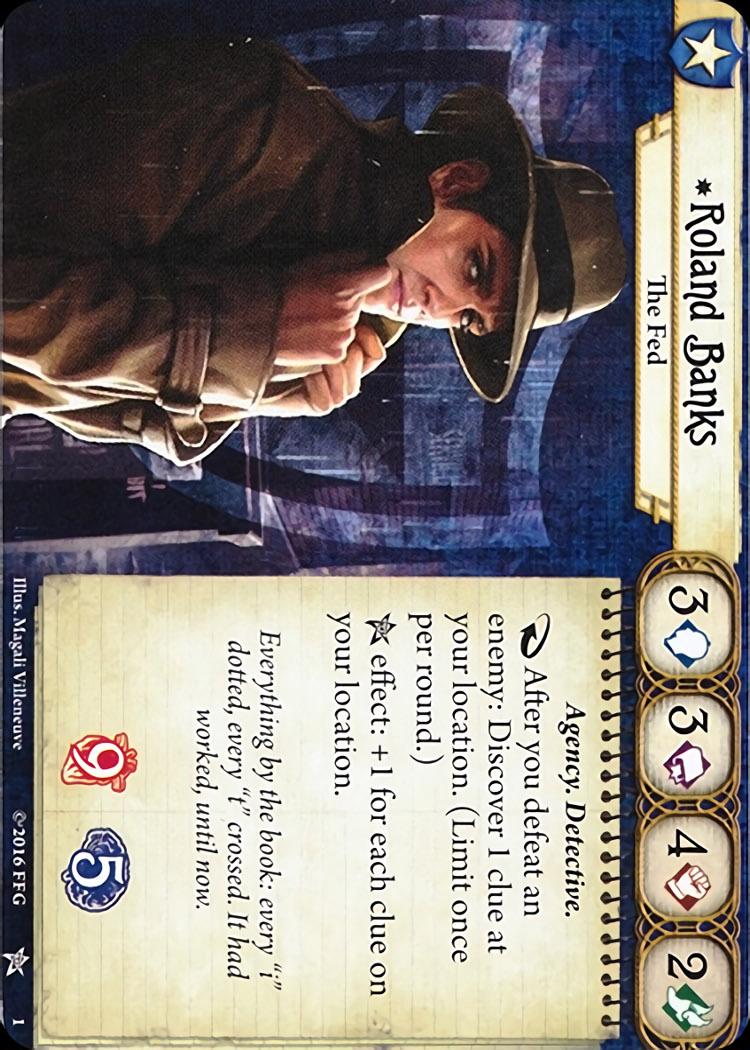 Roland Banks
The Fed
3 3 4 2
Agency. Detective.
After you defeat an
enemy: Discover 1 clue at
your location. (Limit once
per round.)
effect: +1 for each clue on
your location.
Everything by the book: every “i”
dotted, every “t” crossed. It had
worked, until now.
9 5
Illus. Magali Villeneuve
©2016 FFG
1